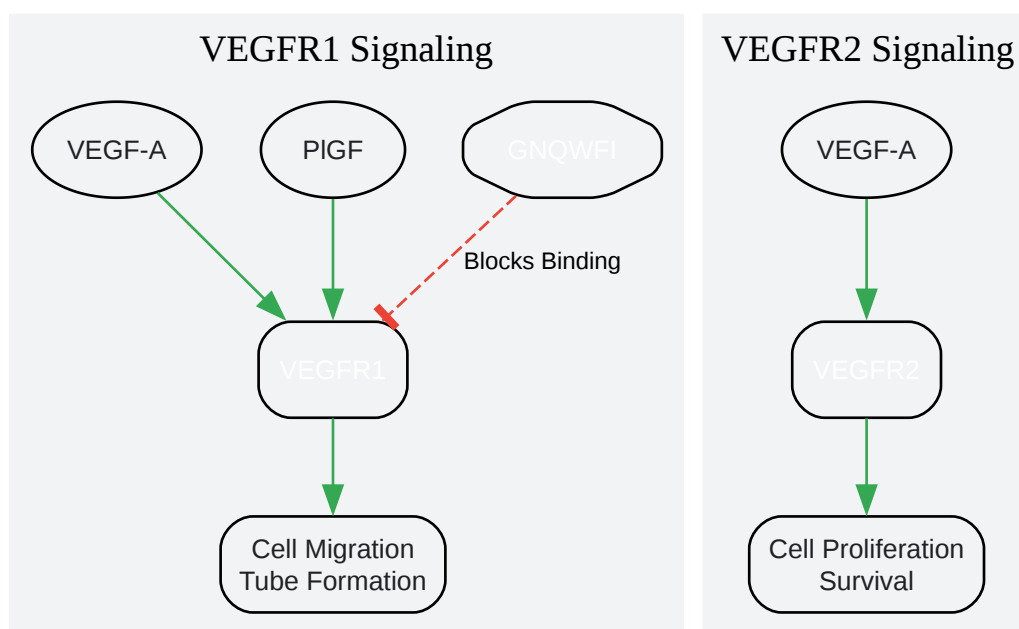 VEGFR1 Signaling
VEGF-A
PlGF
GNQWFI
Blocks Binding
VEGFR1
Cell Migration
Tube Formation
VEGFR2 Signaling
VEGF-A
VEGFR2
Cell Proliferation
Survival